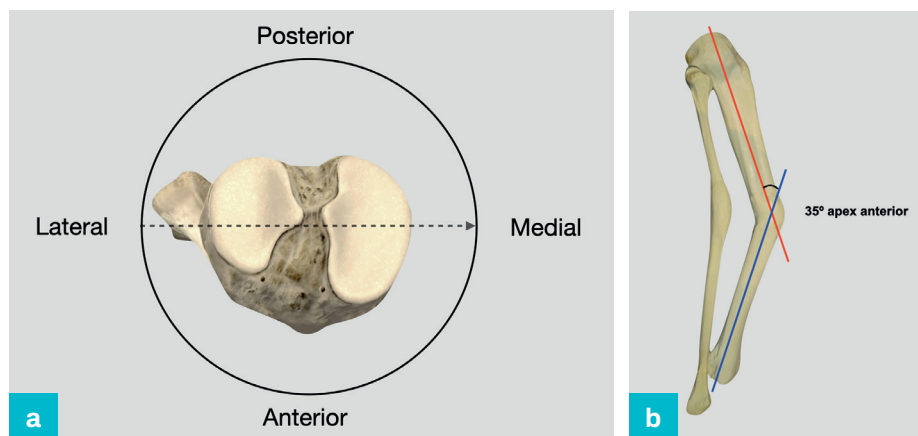 Posterior
Lateral
Medial
Anterior
a
35º apex anterior
b